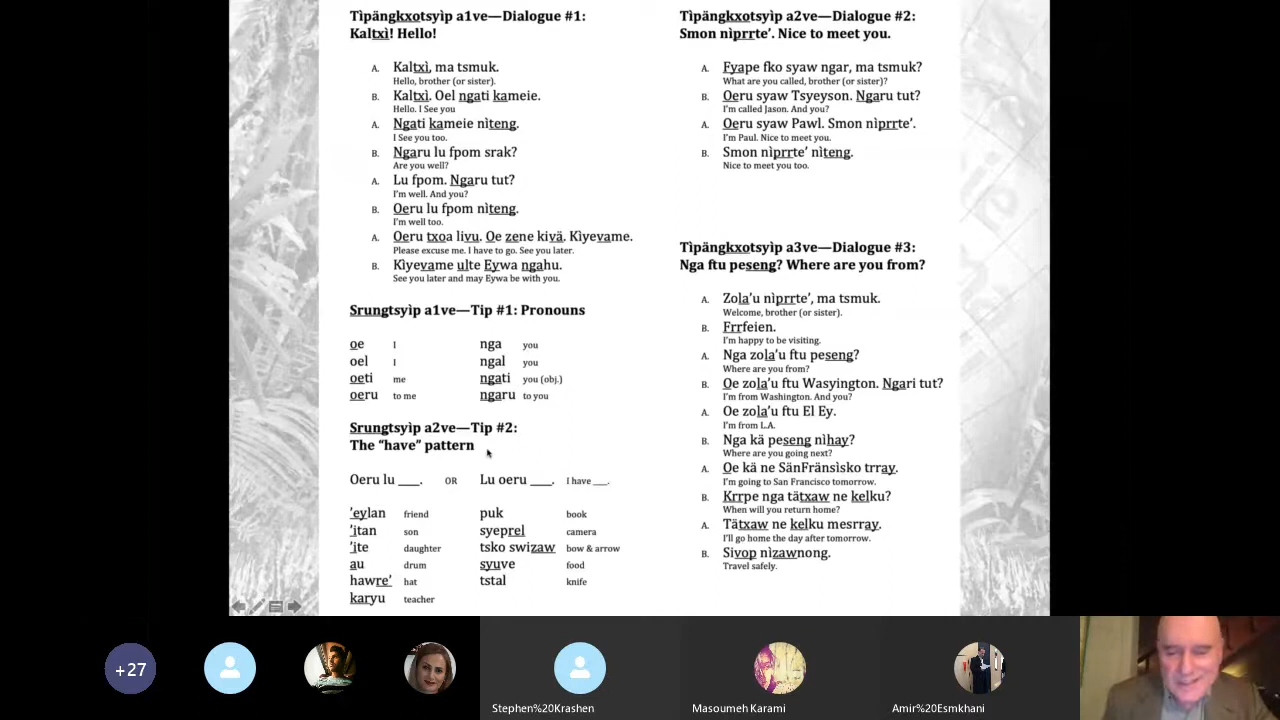 Tìpängkxotsyìp a1ve—Dialogue #1:
Kaltxì! Hello!
A. Kaltxì, ma tsmuk.
Hello, brother (or sister).
B. Kaltxì. Oel ngati kameie.
Hello. I See you
A. Ngati kameie nìteng.
I See you too.
B. Ngaru lu fpom srak?
Are you well?
A. Lu fpom. Ngaru tut?
I'm well. And you?
B. Oeru lu fpom nìteng.
I'm well too.
A. Oeru txoa livu. Oe zene kivä. Kìyevame.
Please excuse me. I have to go. See you later.
B. Kìyevame ulte Eywa ngahu.
See you later and may Eywa be with you.
Srungtsyìp a1ve—Tip #1: Pronouns
oe I nga you
oel I ngal you
oeti me ngati you (obj.)
oeru to me ngaru to you
Srungtsyìp a2ve—Tip #2:
The “have” pattern
Oeru lu ___. OR Lu oeru ___. I have ___.
’eylan friend puk book
’itan son syeprel camera
’ite daughter tsko swizaw bow & arrow
au drum syuve food
hawre’ hat tstal knife
karyu teacher
Tìpängkxotsyìp a2ve—Dialogue #2:
Smon nìprrte’. Nice to meet you.
A. Fyape fko syaw ngar, ma tsmuk?
What are you called, brother (or sister)?
B. Oeru syaw Tsyeyson. Ngaru tut?
I'm called Jason. And you?
A. Oeru syaw Pawl. Smon nìprrte’.
I'm Paul. Nice to meet you.
B. Smon nìprrte’ nìteng.
Nice to meet you too.
Tìpängkxotsyìp a3ve—Dialogue #3:
Nga ftu peseng? Where are you from?
A. Zola’u nìprrte’, ma tsmuk.
Welcome, brother (or sister).
B. Frrfeien.
I'm happy to be visiting.
A. Nga zola’u ftu peseng?
Where are you from?
B. Oe zola’u ftu Wasyington. Ngari tut?
I'm from Washington. And you?
A. Oe zola’u ftu El Ey.
I'm from L.A.
B. Nga kä peseng nìhay?
Where are you going next?
A. Oe kä ne SänFränsìsko trray.
I'm going to San Francisco tomorrow.
B. Krrpe nga tätxaw ne kelku?
When will you return home?
A. Tätxaw ne kelku mesrray.
I'll go home the day after tomorrow.
B. Sivop nìzawnong.
Travel safely.
+27
Stephen%20Krashen
Masoumeh Karami
Amir%20Esmkhani